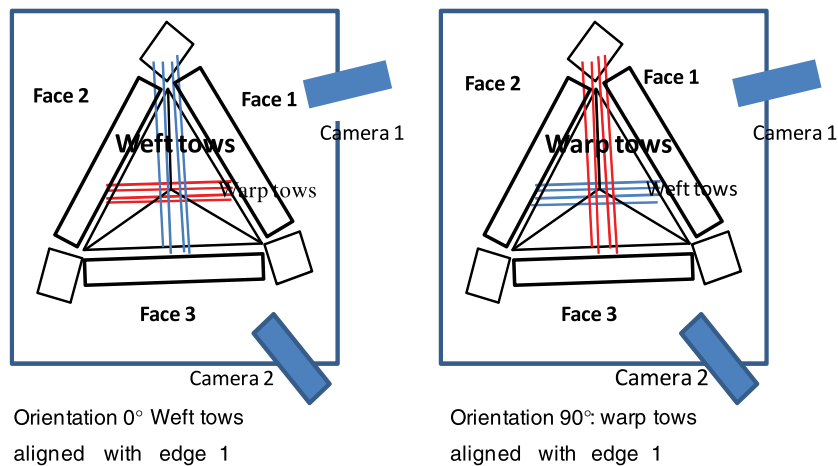 Face 2
Face 1
Camera 1
Weft tows
Warp tows
Face 3
Camera 2
Orientation 0° Weft tows
aligned with edge 1
Face 2
Face 1
Camera 1
Warp tows
Weft tows
Face 3
Camera 2
Orientation 90°: warp tows
aligned with edge 1